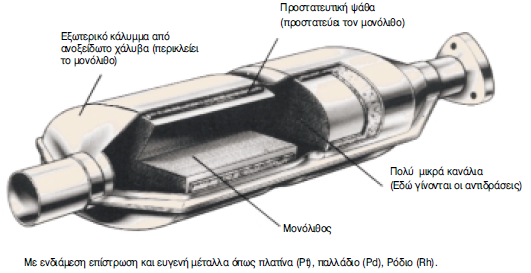 Προστατευτική ψάθα
(προστατεύει τον μονόλιθο)
Εξωτερικό κάλυμμα από
ανοξείδωτο χάλυβα (περικλείει
το μονόλιθο)
Πολύ μικρά κανάλια
(Εδώ γίνονται οι αντιδράσεις)
Μονόλιθος
Με ενδιάμεση επίστρωση και ευγενή μέταλλα όπως πλατίνα (Pt), παλλάδιο (Pd), Ρόδιο (Rh).